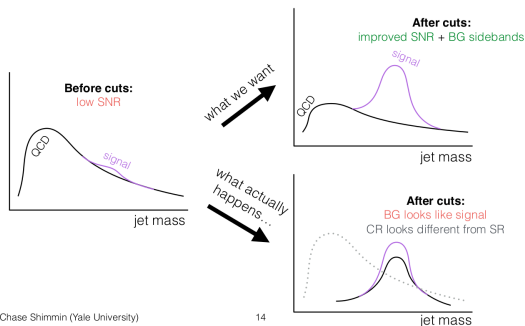 Before cuts:
low SNR
QCD
signal
jet mass
what we want
After cuts:
improved SNR + BG sidebands
QCD
signal
jet mass
what actually
happens...
After cuts:
BG looks like signal
CR looks different from SR
jet mass
Chase Shimmin (Yale University)
14